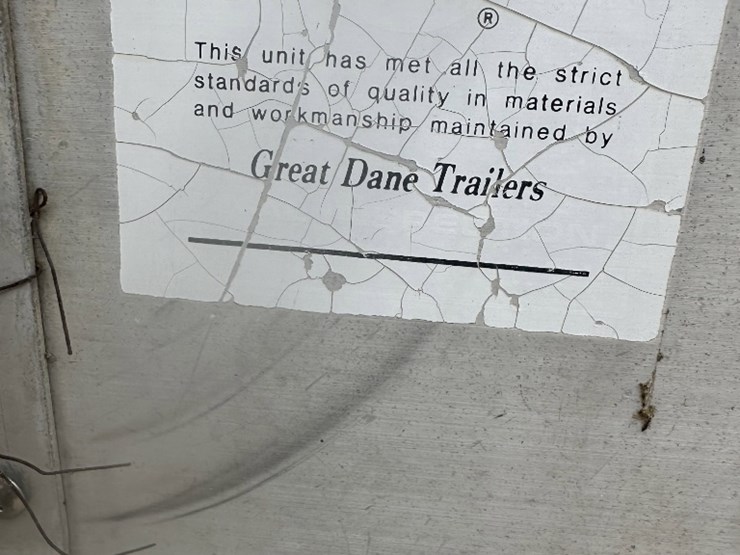 ®
This unit has met all the strict
standards of quality in materials
and workmanship maintained by
Great Dane Trailers